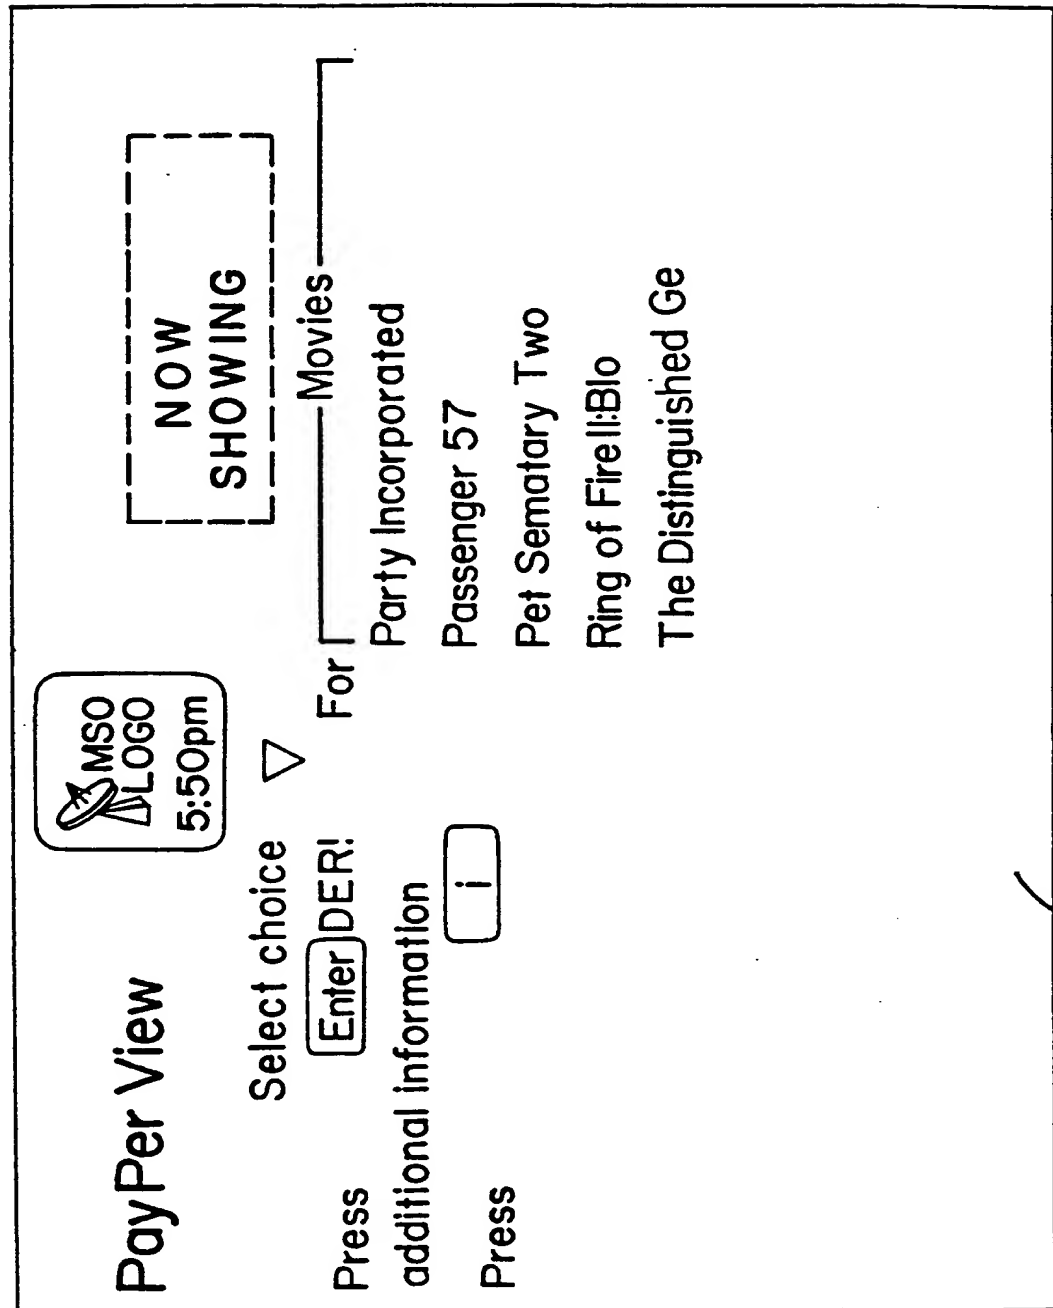 PayPer View
MSO
LOGO
5:50pm
NOW
SHOWING
Select choice
Press Enter DER! For
additional information
Press i
Movies
Party Incorporated
Passenger 57
Pet Sematary Two
Ring of FireII:Blo
The Distinguished Ge